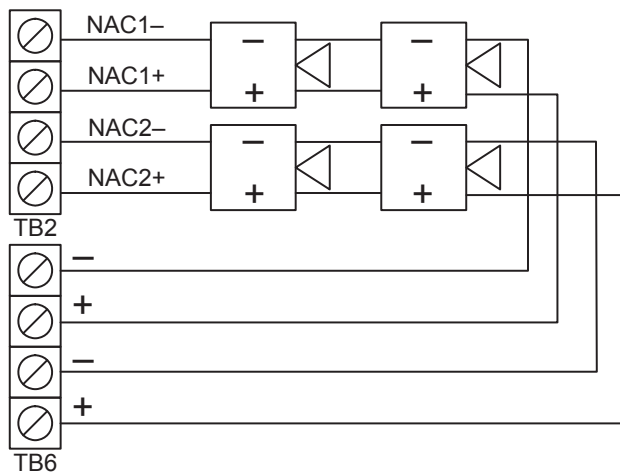 NAC1–
– –
NAC1+
+ +
NAC2–
– –
NAC2+
+ +
TB2
–
+
–
+
TB6